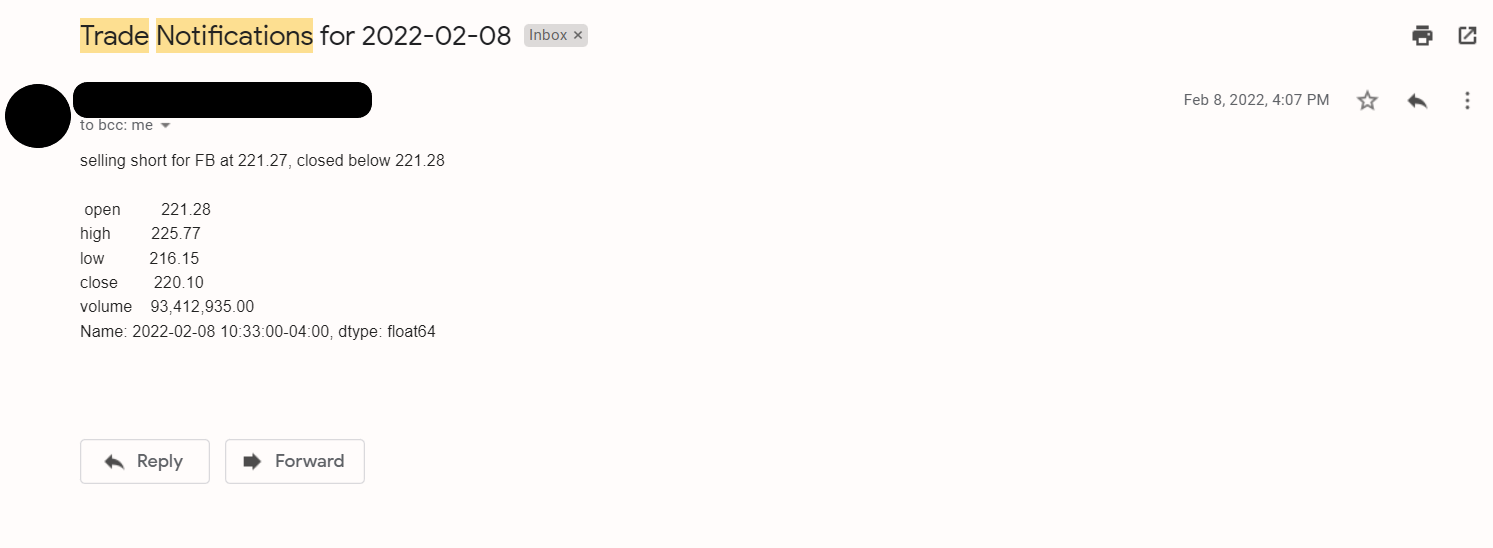 Trade Notifications for 2022-02-08 Inbox ×
Feb 8, 2022, 4:07 PM
to bcc: me
selling short for FB at 221.27, closed below 221.28
open 221.28
high 225.77
low 216.15
close 220.10
volume 93,412,935.00
Name: 2022-02-08 10:33:00-04:00, dtype: float64
Reply Forward